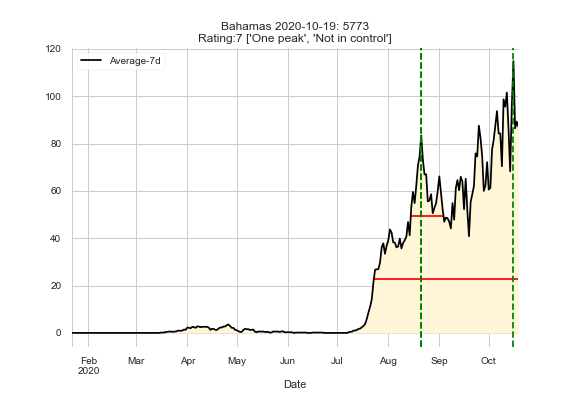 Bahamas 2020-10-19: 5773
Rating:7 ['One peak', 'Not in control']
Average-7d
120
100
80
60
40
20
0
Feb Mar Apr May Jun Jul Aug Sep Oct
2020
Date